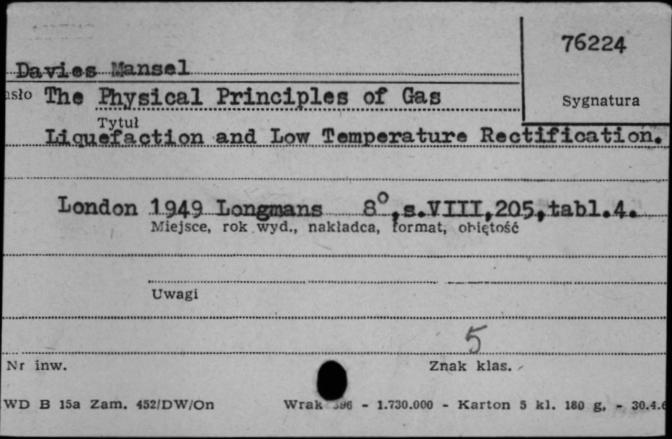 76224
Davies Mansel
The Physical Principles of Gas
Sygnatura
Tytuł
Liquefaction and Low Temperature Rectification.
London 1949 Longmans 8°, s.VIII,205,tabl.4.
Miejsce, rok wyd., nakładca, format, objętość
Uwagi
5
Nr inw.
Znak klas.
WD B 15a Zam. 452/DW/On Wrak - 1.730.000 - Karton 5 kl. 180 g. - 30.4.6